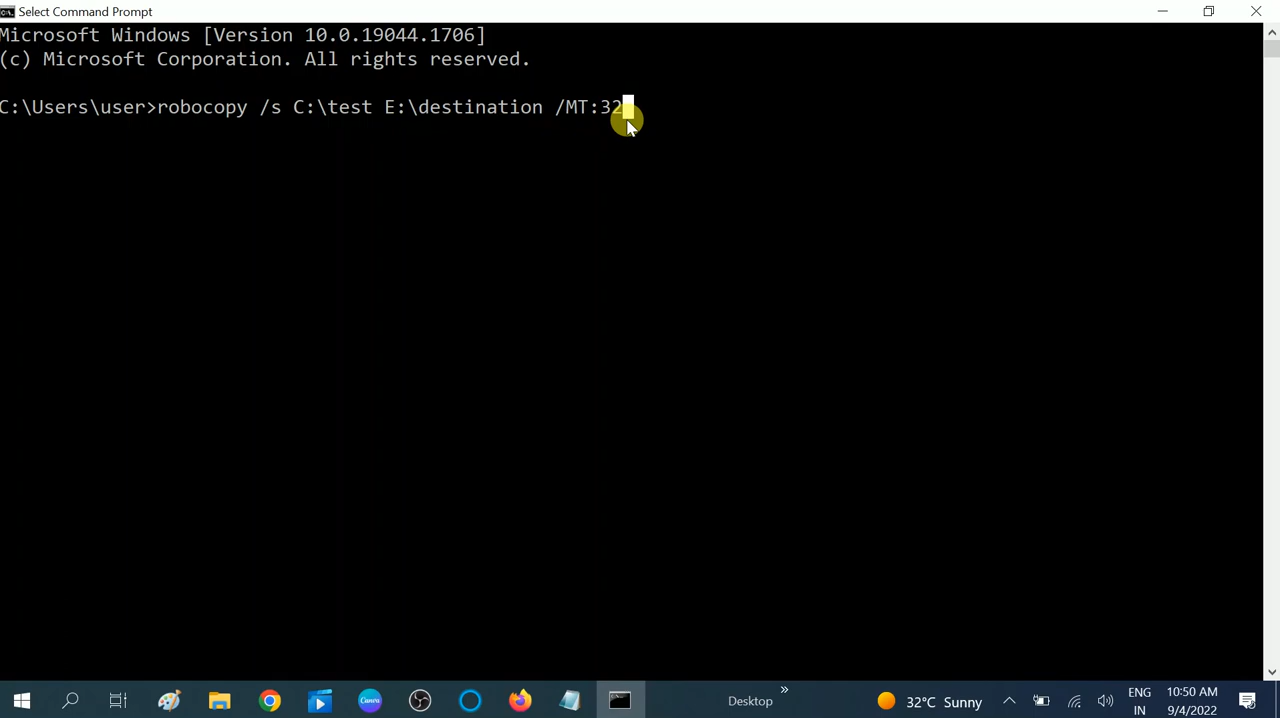 Select Command Prompt
Microsoft Windows [Version 10.0.19044.1706]
(c) Microsoft Corporation. All rights reserved.
C:\Users\user>robocopy /s C:\test E:\destination /MT:32
Canva
Desktop
»
32°C Sunny
ENG
IN
10:50 AM
9/4/2022